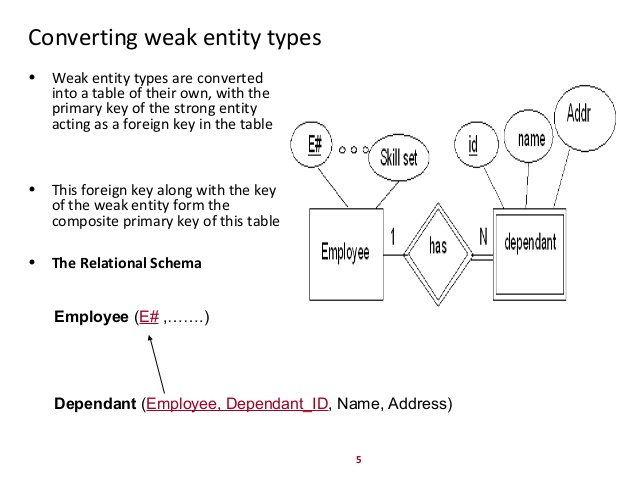 Converting weak entity types
• Weak entity types are converted
into a table of their own, with the
primary key of the strong entity
acting as a foreign key in the table
• This foreign key along with the key
of the weak entity form the
composite primary key of this table
• The Relational Schema
Employee (E# ,…….)
Dependant (Employee, Dependant_ID, Name, Address)
E#
Skill set
id
name
Addr
Employee
1
has
N
dependant
5